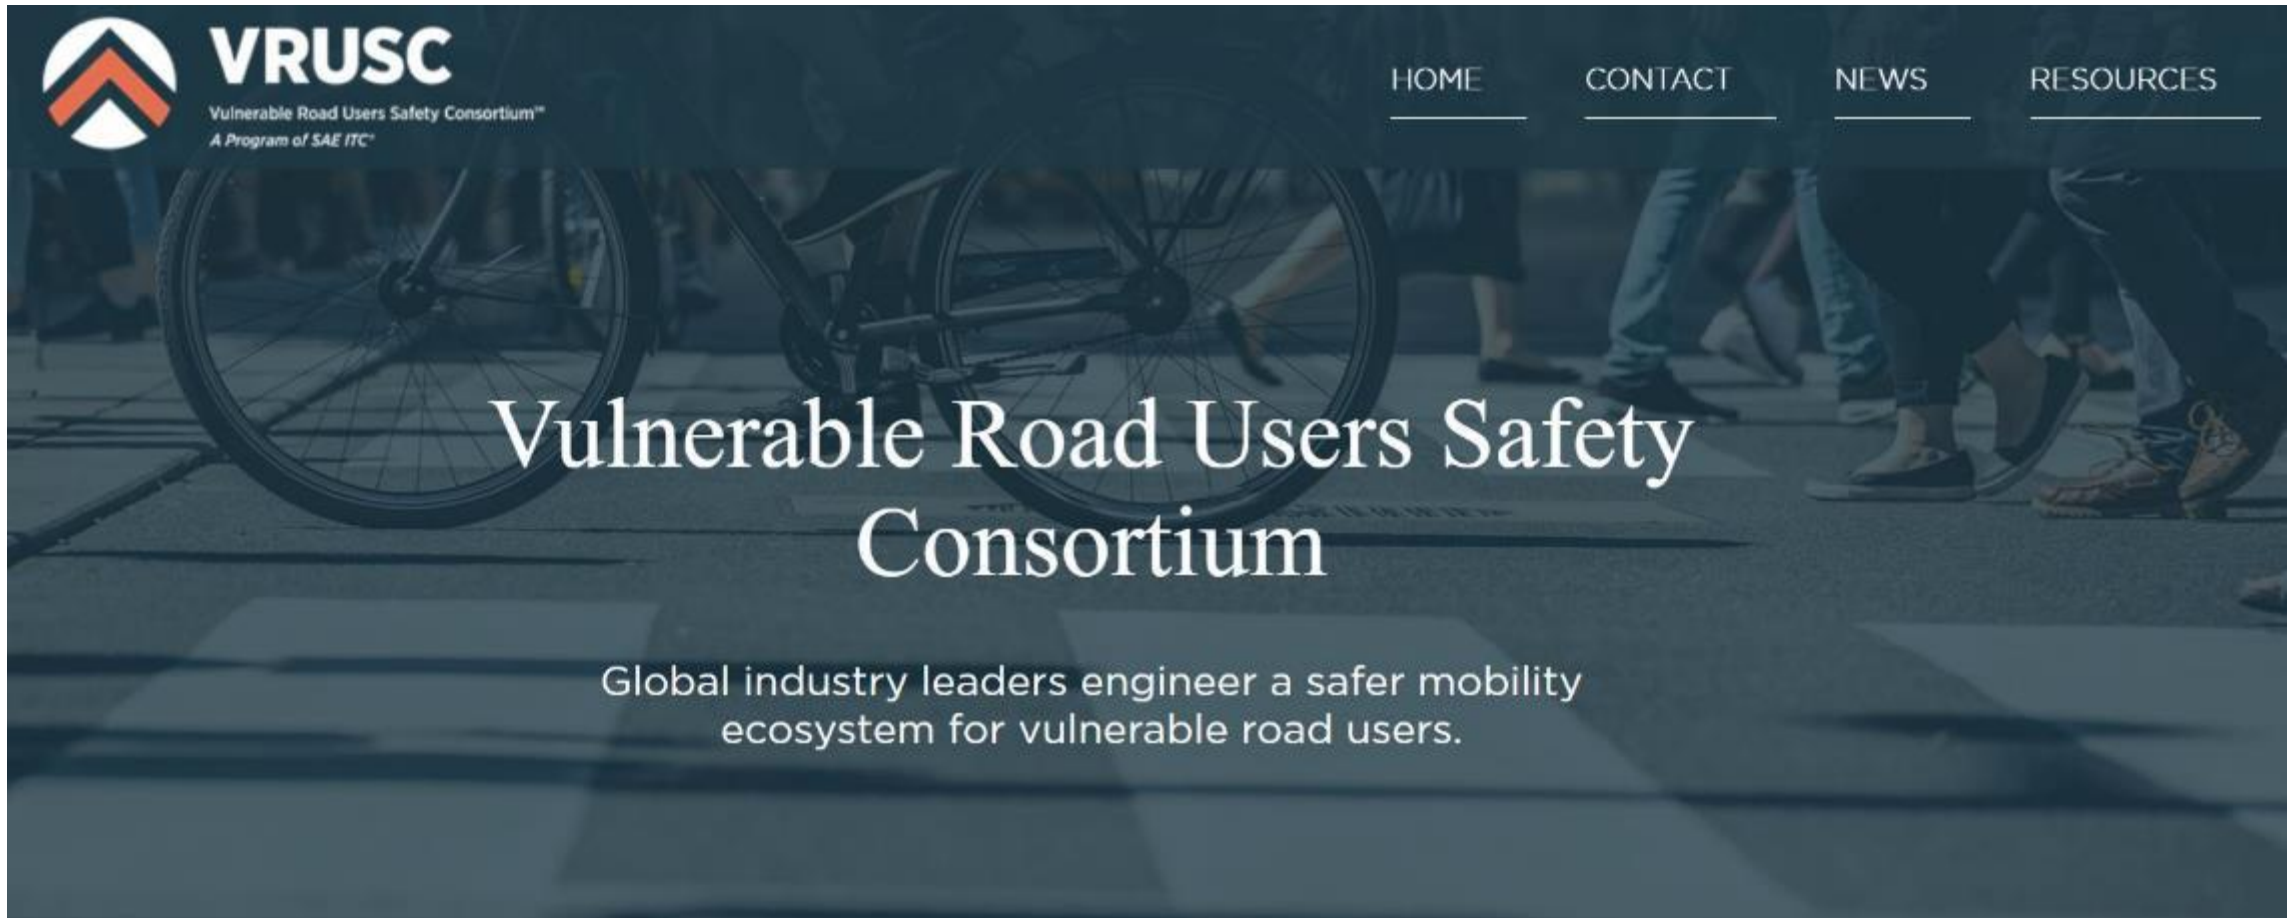 VRUSC
Vulnerable Road Users Safety Consortium™
A Program of SAE ITC®
HOME
CONTACT
NEWS
RESOURCES
Vulnerable Road Users Safety
Consortium
Global industry leaders engineer a safer mobility
ecosystem for vulnerable road users.